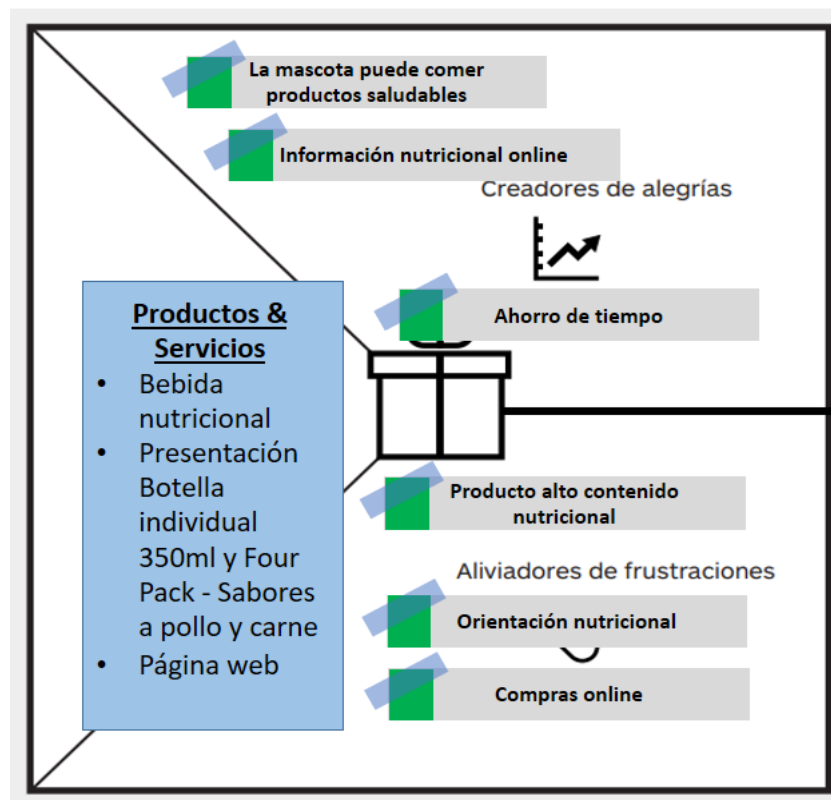 La mascota puede comer
productos saludables
Información nutricional online
Creadores de alegrías
Ahorro de tiempo
Productos &
Servicios
• Bebida
nutricional
• Presentación
Botella
individual
350ml y Four
Pack - Sabores
a pollo y carne
• Página web
Producto alto contenido
nutricional
Aliviadores de frustraciones
Orientación nutricional
Compras online